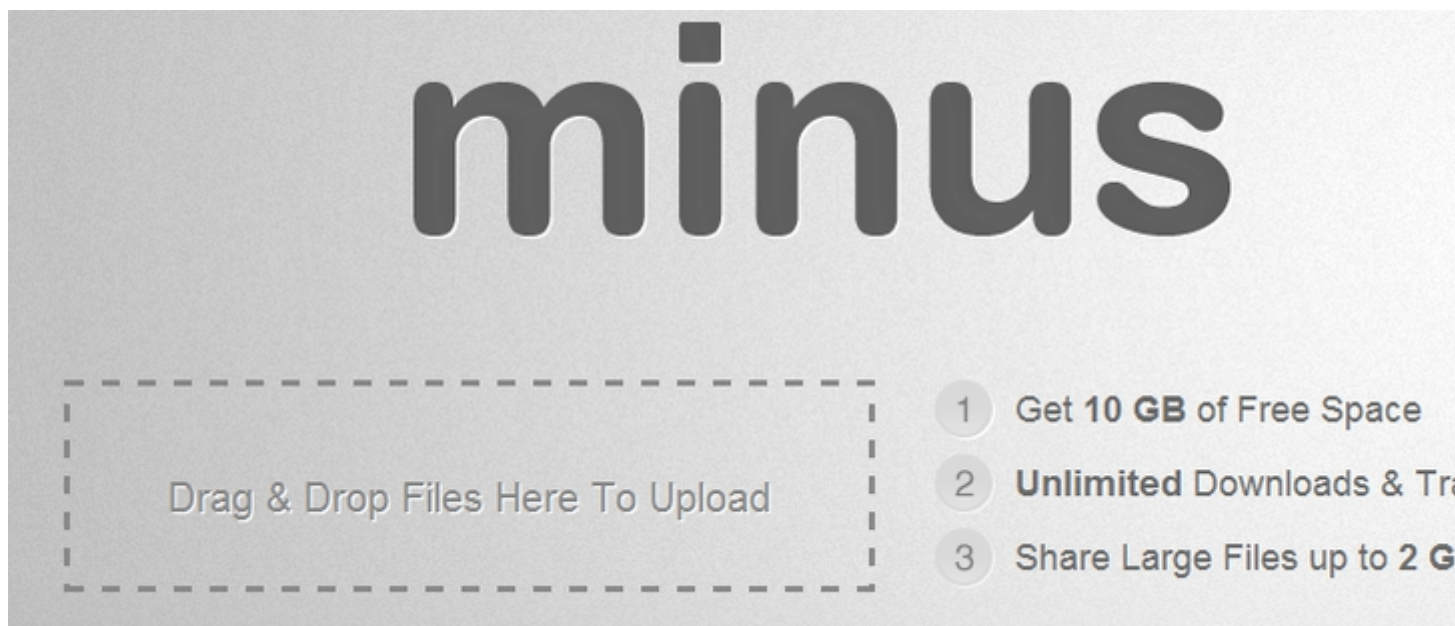 minus
Drag & Drop Files Here To Upload
1 Get 10 GB of Free Space
2 Unlimited Downloads &
3 Share Large Files up to 2